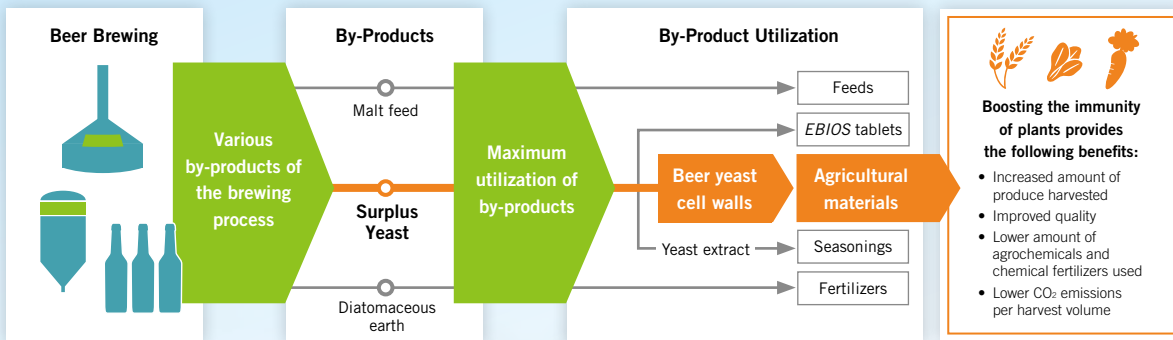 Beer Brewing
By-Products
By-Product Utilization
Various
by-products of
the brewing
process
Malt feed
Surplus
Yeast
Diatomaceous
earth
Maximum
utilization of
by-products
Feeds
EBIOS tablets
Beer yeast
cell walls
Agricultural
materials
Yeast extract
Seasonings
Fertilizers
Boosting the immunity
of plants provides
the following benefits:
• Increased amount of
produce harvested
• Improved quality
• Lower amount of
agrochemicals and
chemical fertilizers used
• Lower CO₂ emissions
per harvest volume